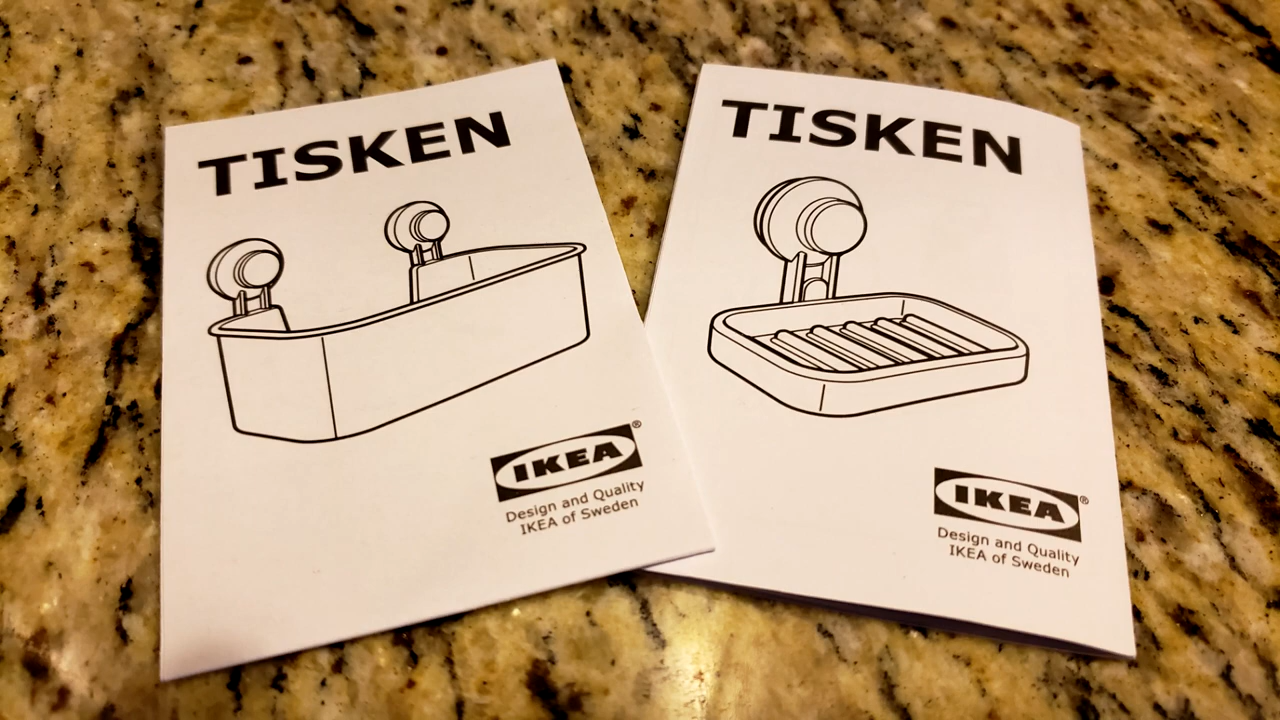 TISKEN
IKEA®
Design and Quality
IKEA of Sweden
TISKEN
IKEA®
Design and Quality
IKEA of Sweden